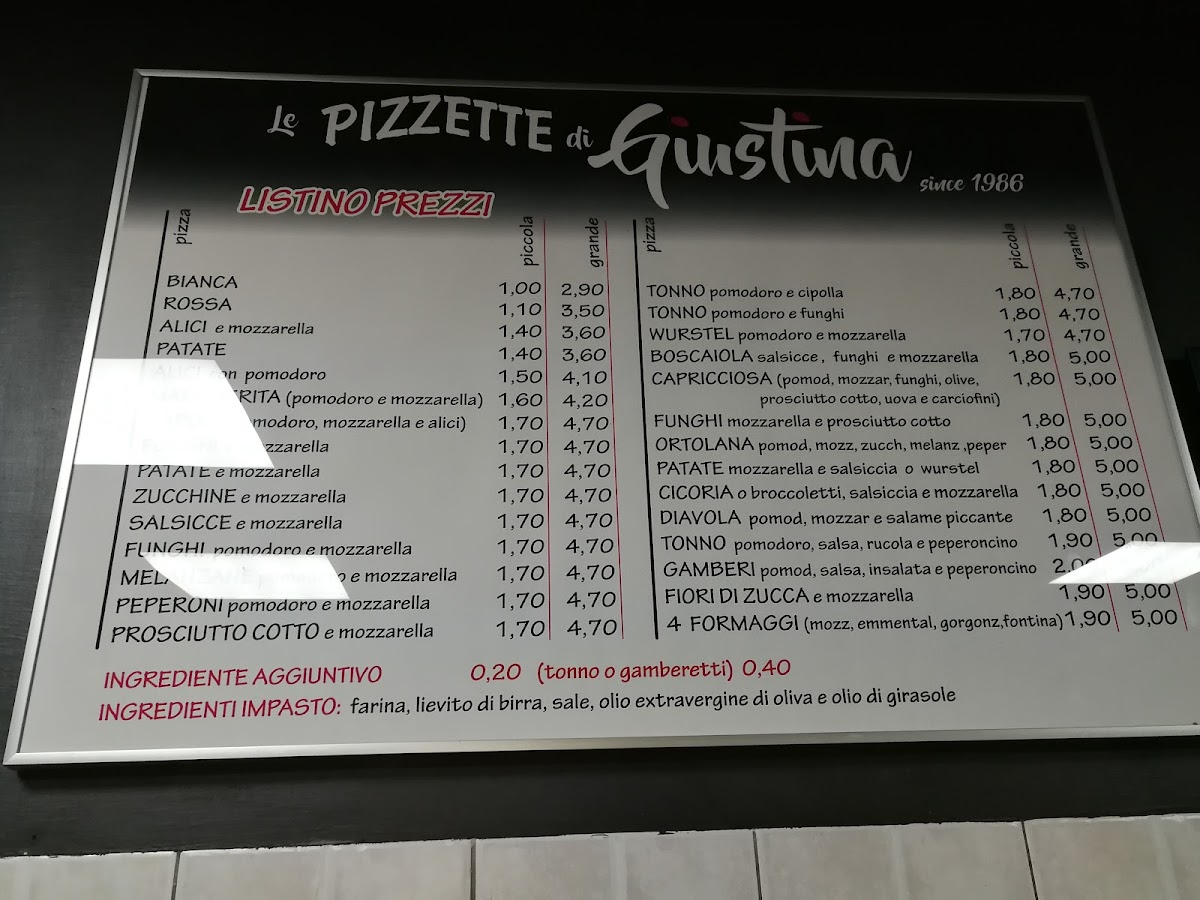 Le PIZZETTE di Giustina since 1986
LISTINO PREZZI
pizza piccola grande
BIANCA 1,00 2,90
ROSSA 1,10 3,50
ALICI e mozzarella 1,40 3,60
PATATE 1,40 3,60
ALICI con pomodoro 1,50 4,10
(pomodoro e mozzarella) 1,60 4,20
mozzarella e alici) 1,70 4,70
FUNGHI e mozzarella 1,70 4,70
PATATE e mozzarella 1,70 4,70
ZUCCHINE e mozzarella 1,70 4,70
SALSICCE e mozzarella 1,70 4,70
FUNGHI pomodoro e mozzarella 1,70 4,70
MELANZANE pomodoro e mozzarella 1,70 4,70
PEPERONI pomodoro e mozzarella 1,70 4,70
PROSCIUTTO COTTO e mozzarella 1,70 4,70
pizza piccola grande
TONNO pomodoro e cipolla 1,80 4,70
TONNO pomodoro e funghi 1,80 4,70
WURSTEL pomodoro e mozzarella 1,70 4,70
BOSCAIOLA salsicce, funghi e mozzarella 1,80 5,00
CAPRICCIOSA (pomod, mozzar, funghi, olive, 1,80 5,00
prosciutto cotto, uova e carciofini)
FUNGHI mozzarella e prosciutto cotto 1,80 5,00
ORTOLANA pomod, mozz, zucch, melanz ,peper 1,80 5,00
PATATE mozzarella e salsiccia o wurstel 1,80 5,00
CICORIA o broccoletti, salsiccia e mozzarella 1,80 5,00
DIAVOLA pomod, mozzar e salame piccante 1,80 5,00
TONNO pomodoro, salsa, rucola e peperoncino 1,90 5,00
GAMBERI pomod, salsa, insalata e peperoncino 2,00
FIORI DI ZUCCA e mozzarella 1,90 5,00
4 FORMAGGI (mozz, emmental, gorgonz,fontina) 1,90 5,00
INGREDIENTE AGGIUNTIVO 0,20 (tonno o gamberetti) 0,40
INGREDIENTI IMPASTO: farina, lievito di birra, sale, olio extravergine di oliva e olio di girasole